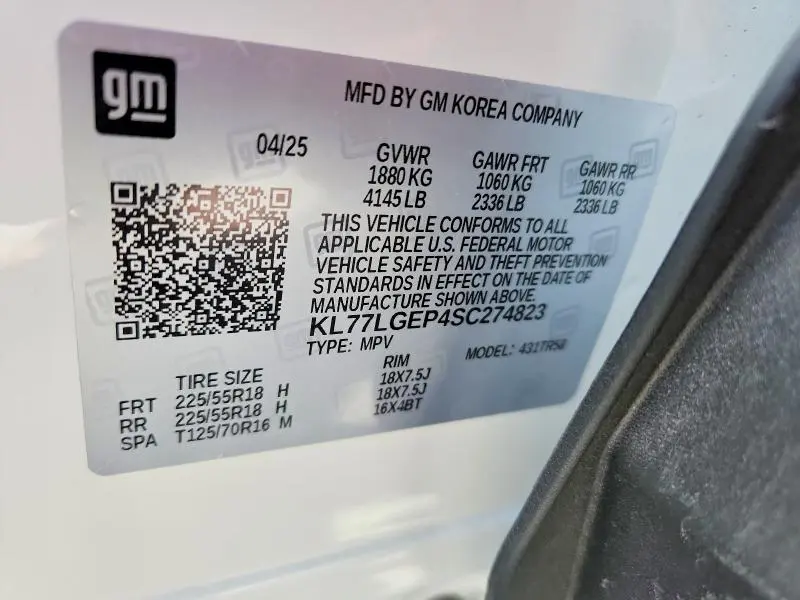 gm
MFD BY GM KOREA COMPANY
04/25
GVWR GAWR FRT GAWR RR
1880 KG 1060 KG 1060 KG
4145 LB 2336 LB 2336 LB
THIS VEHICLE CONFORMS TO ALL
APPLICABLE U.S. FEDERAL MOTOR
VEHICLE SAFETY AND THEFT PREVENTION
STANDARDS IN EFFECT ON THE DATE OF
MANUFACTURE SHOWN ABOVE.
KL77LGEP4SC274823
TYPE: MPV MODEL: 431TR58
TIRE SIZE RIM
FRT 225/55R18 H 18X7.5J
RR 225/55R18 H 18X7.5J
SPA T125/70R16 M 16X4BT